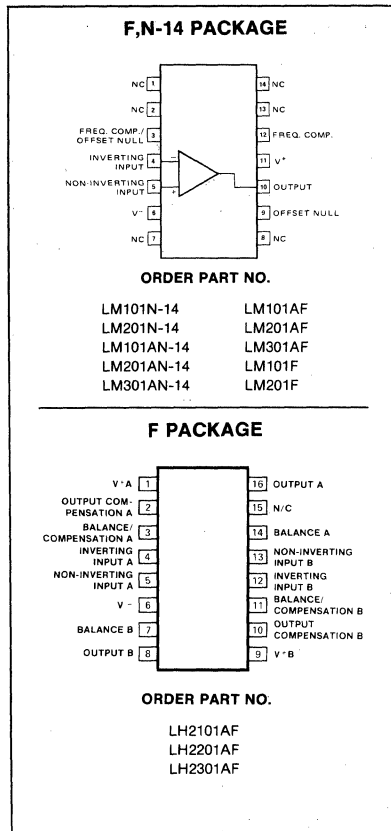 F,N-14 PACKAGE
NC 1
NC 2
FREQ. COMP./
OFFSET NULL 3
INVERTING
INPUT 4
NON-INVERTING
INPUT 5
V- 6
NC 7
14 NC
13 NC
12 FREQ. COMP.
11 V+
10 OUTPUT
9 OFFSET NULL
8 NC
- 
+
ORDER PART NO.
LM101N-14 LM101AF
LM201N-14 LM201AF
LM101AN-14 LM301AF
LM201AN-14 LM101F
LM301AN-14 LM201F
F PACKAGE
V+A 1
OUTPUT COM-
PENSATION A 2
BALANCE/
COMPENSATION A 3
INVERTING
INPUT A 4
NON-INVERTING
INPUT A 5
V- 6
BALANCE B 7
OUTPUT B 8
16 OUTPUT A
15 N/C
14 BALANCE A
13 NON-INVERTING
INPUT B
12 INVERTING
INPUT B
11 BALANCE/
COMPENSATION B
10 OUTPUT
COMPENSATION B
9 V+B
ORDER PART NO.
LH2101AF
LH2201AF
LH2301AF